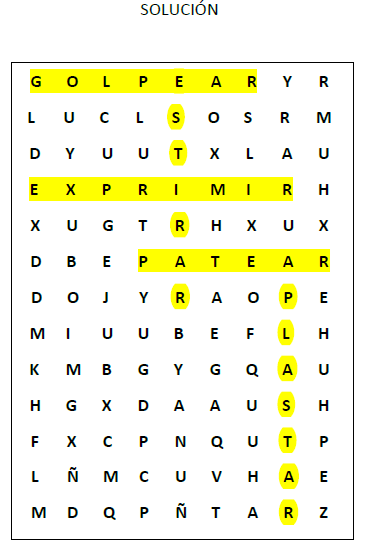 SOLUCIÓN
G O L P E A R Y R
L U C L S O S R M
D Y U U T X L A U
E X P R I M I R H
X U G T R H X U X
D B E P A T E A R
D O J Y R A O P E
M I U U B E F L H
K M B G Y G Q A U
H G X D A A U S H
F X C P N Q U T P
L Ñ M C U V H A E
M D Q P Ñ T A R Z